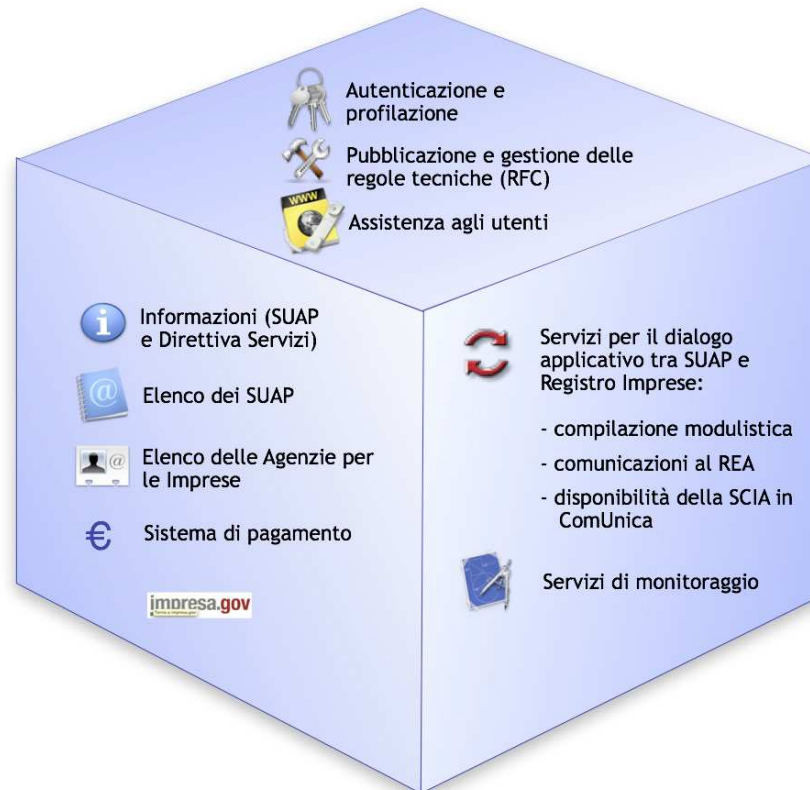 Autenticazione e
profilazione
Pubblicazione e gestione delle
regole tecniche (RFC)
WWW
Assistenza agli utenti
Informazioni (SUAP
e Direttiva Servizi)
Elenco dei SUAP
Elenco delle Agenzie per
le Imprese
Sistema di pagamento
impresa.gov
Servizi per il dialogo
applicativo tra SUAP e
Registro Imprese:
- compilazione modulistica
- comunicazioni al REA
- disponibilità della SCIA in
ComUnica
Servizi di monitoraggio